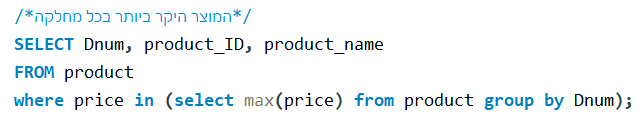 /*המוצר היקר ביותר בכל מחלקה*/
SELECT Dnum, product_ID, product_name
FROM product
where price in (select max(price) from product group by Dnum);